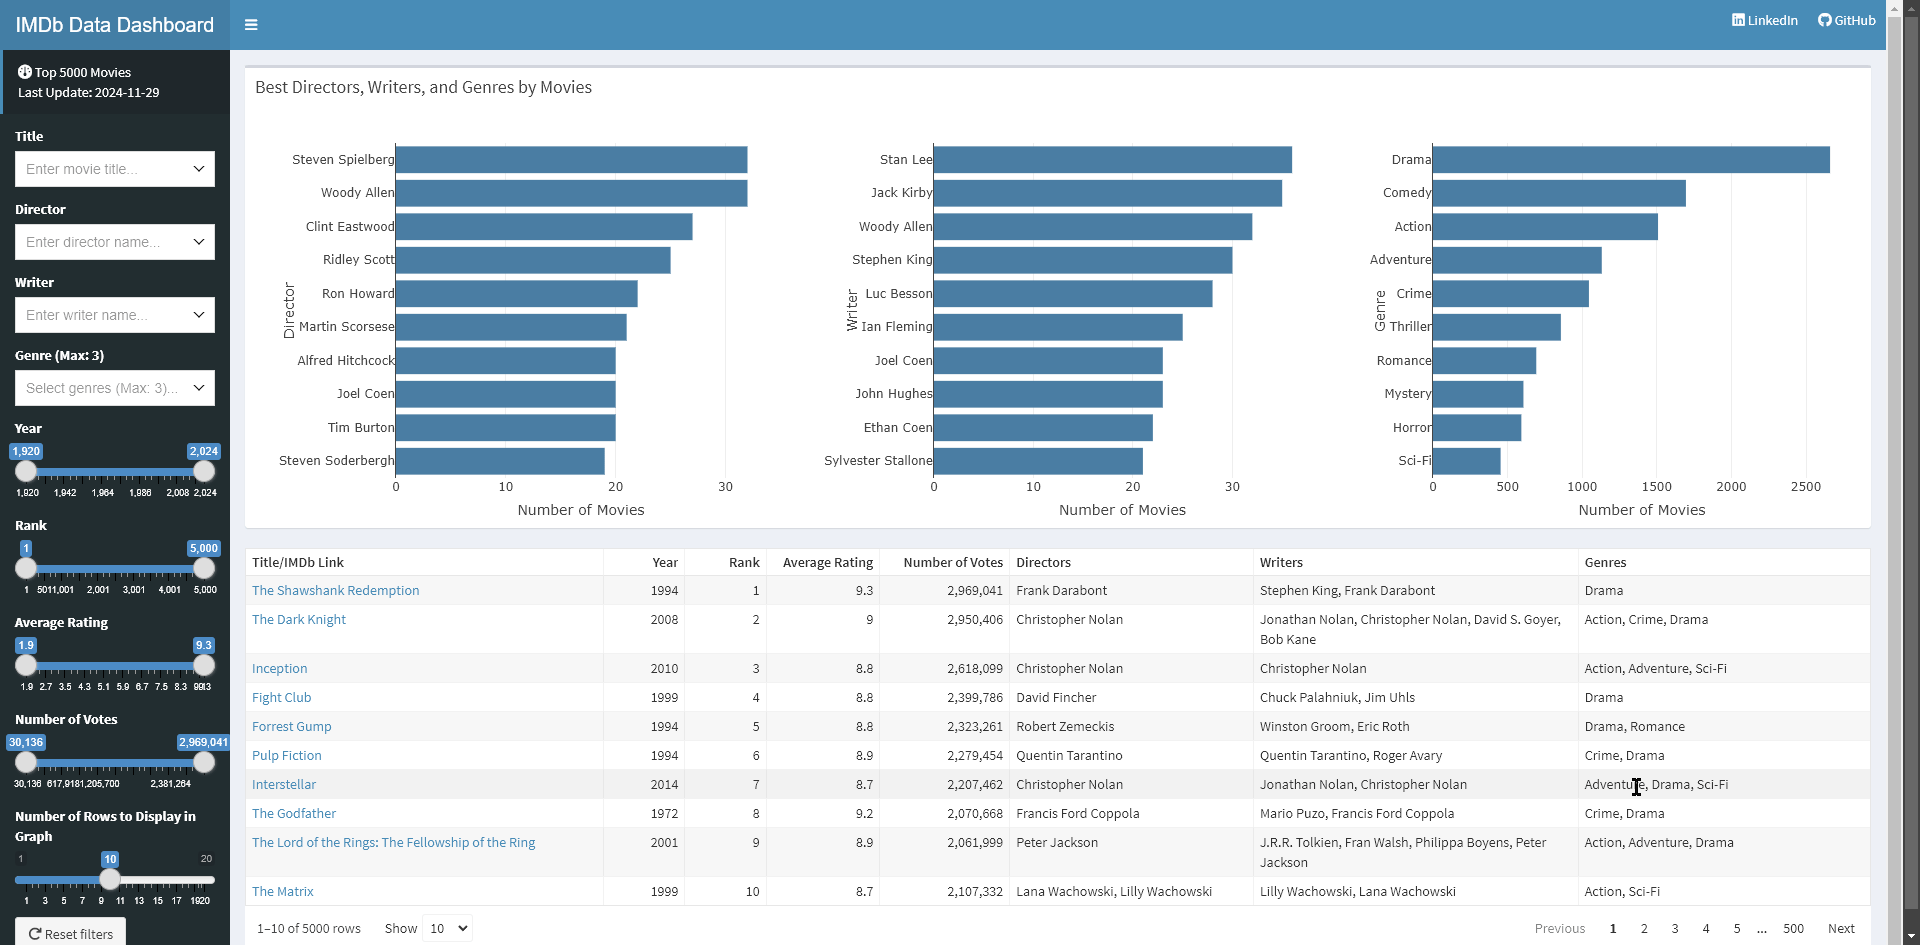 IMDb Data Dashboard
LinkedIn GitHub
Top 5000 Movies
Last Update: 2024-11-29
Title
Enter movie title...
Director
Enter director name...
Writer
Enter writer name...
Genre (Max: 3)
Select genres (Max: 3)...
Year
1,920 2,024
1,920 1,942 1,964 1,986 2,008 2,024
Rank
1 5,000
1 501 1,001 2,001 3,001 4,001 5,000
Average Rating
1.9 9.3
1.9 2.7 3.5 4.3 5.1 5.9 6.7 7.5 8.3
Number of Votes
30,136 2,969,041
30,136 617,918 1,205,700 2,381,264
Number of Rows to Display in
Graph
1 10 20
1 3 5 7 9 11 13 15 17 19 20
Reset filters
Best Directors, Writers, and Genres by Movies
Director
Steven Spielberg
Woody Allen
Clint Eastwood
Ridley Scott
Ron Howard
Martin Scorsese
Alfred Hitchcock
Joel Coen
Tim Burton
Steven Soderbergh
0 10 20 30
Number of Movies
Writer
Stan Lee
Jack Kirby
Woody Allen
Stephen King
Luc Besson
Ian Fleming
Joel Coen
John Hughes
Ethan Coen
Sylvester Stallone
0 10 20 30
Number of Movies
Genre
Drama
Comedy
Action
Adventure
Crime
Thriller
Romance
Mystery
Horror
Sci-Fi
0 500 1000 1500 2000 2500
Number of Movies
Title/IMDb Link Year Rank Average Rating Number of Votes Directors Writers Genres
The Shawshank Redemption 1994 1 9.3 2,969,041 Frank Darabont Stephen King, Frank Darabont Drama
The Dark Knight 2008 2 9 2,950,406 Christopher Nolan Jonathan Nolan, Christopher Nolan, David S. Goyer, Action, Crime, Drama
Bob Kane
Inception 2010 3 8.8 2,618,099 Christopher Nolan Christopher Nolan Action, Adventure, Sci-Fi
Fight Club 1999 4 8.8 2,399,786 David Fincher Chuck Palahniuk, Jim Uhls Drama
Forrest Gump 1994 5 8.8 2,323,261 Robert Zemeckis Winston Groom, Eric Roth Drama, Romance
Pulp Fiction 1994 6 8.9 2,279,454 Quentin Tarantino Quentin Tarantino, Roger Avary Crime, Drama
Interstellar 2014 7 8.7 2,207,462 Christopher Nolan Jonathan Nolan, Christopher Nolan Adventure, Drama, Sci-Fi
The Godfather 1972 8 9.2 2,070,668 Francis Ford Coppola Mario Puzo, Francis Ford Coppola Crime, Drama
The Lord of the Rings: The Fellowship of the Ring 2001 9 8.9 2,061,999 Peter Jackson J.R.R. Tolkien, Fran Walsh, Philippa Boyens, Peter Action, Adventure, Drama
Jackson
The Matrix 1999 10 8.7 2,107,332 Lana Wachowski, Lilly Wachowski Lilly Wachowski, Lana Wachowski Action, Sci-Fi
1–10 of 5000 rows Show 10 Previous 1 2 3 4 5 ... 500 Next